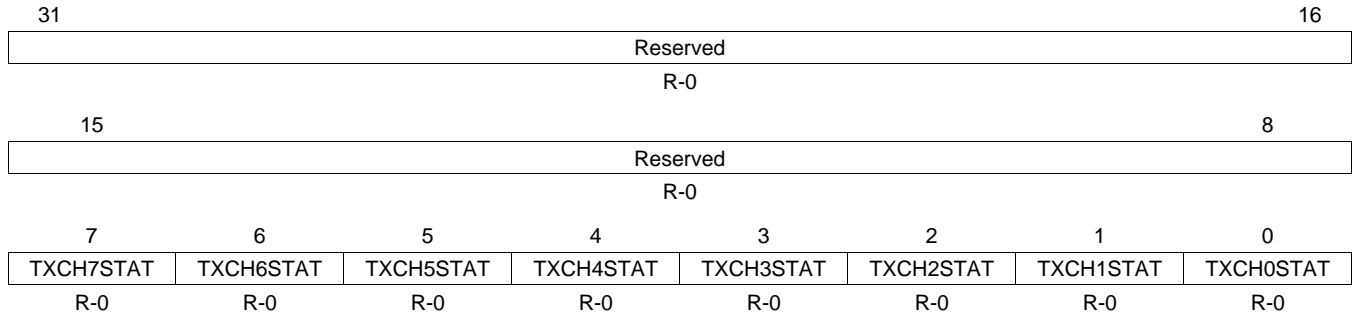 31 16
Reserved
R-0
15 8
Reserved
R-0
7 6 5 4 3 2 1 0
TXCH7STAT TXCH6STAT TXCH5STAT TXCH4STAT TXCH3STAT TXCH2STAT TXCH1STAT TXCH0STAT
R-0 R-0 R-0 R-0 R-0 R-0 R-0 R-0